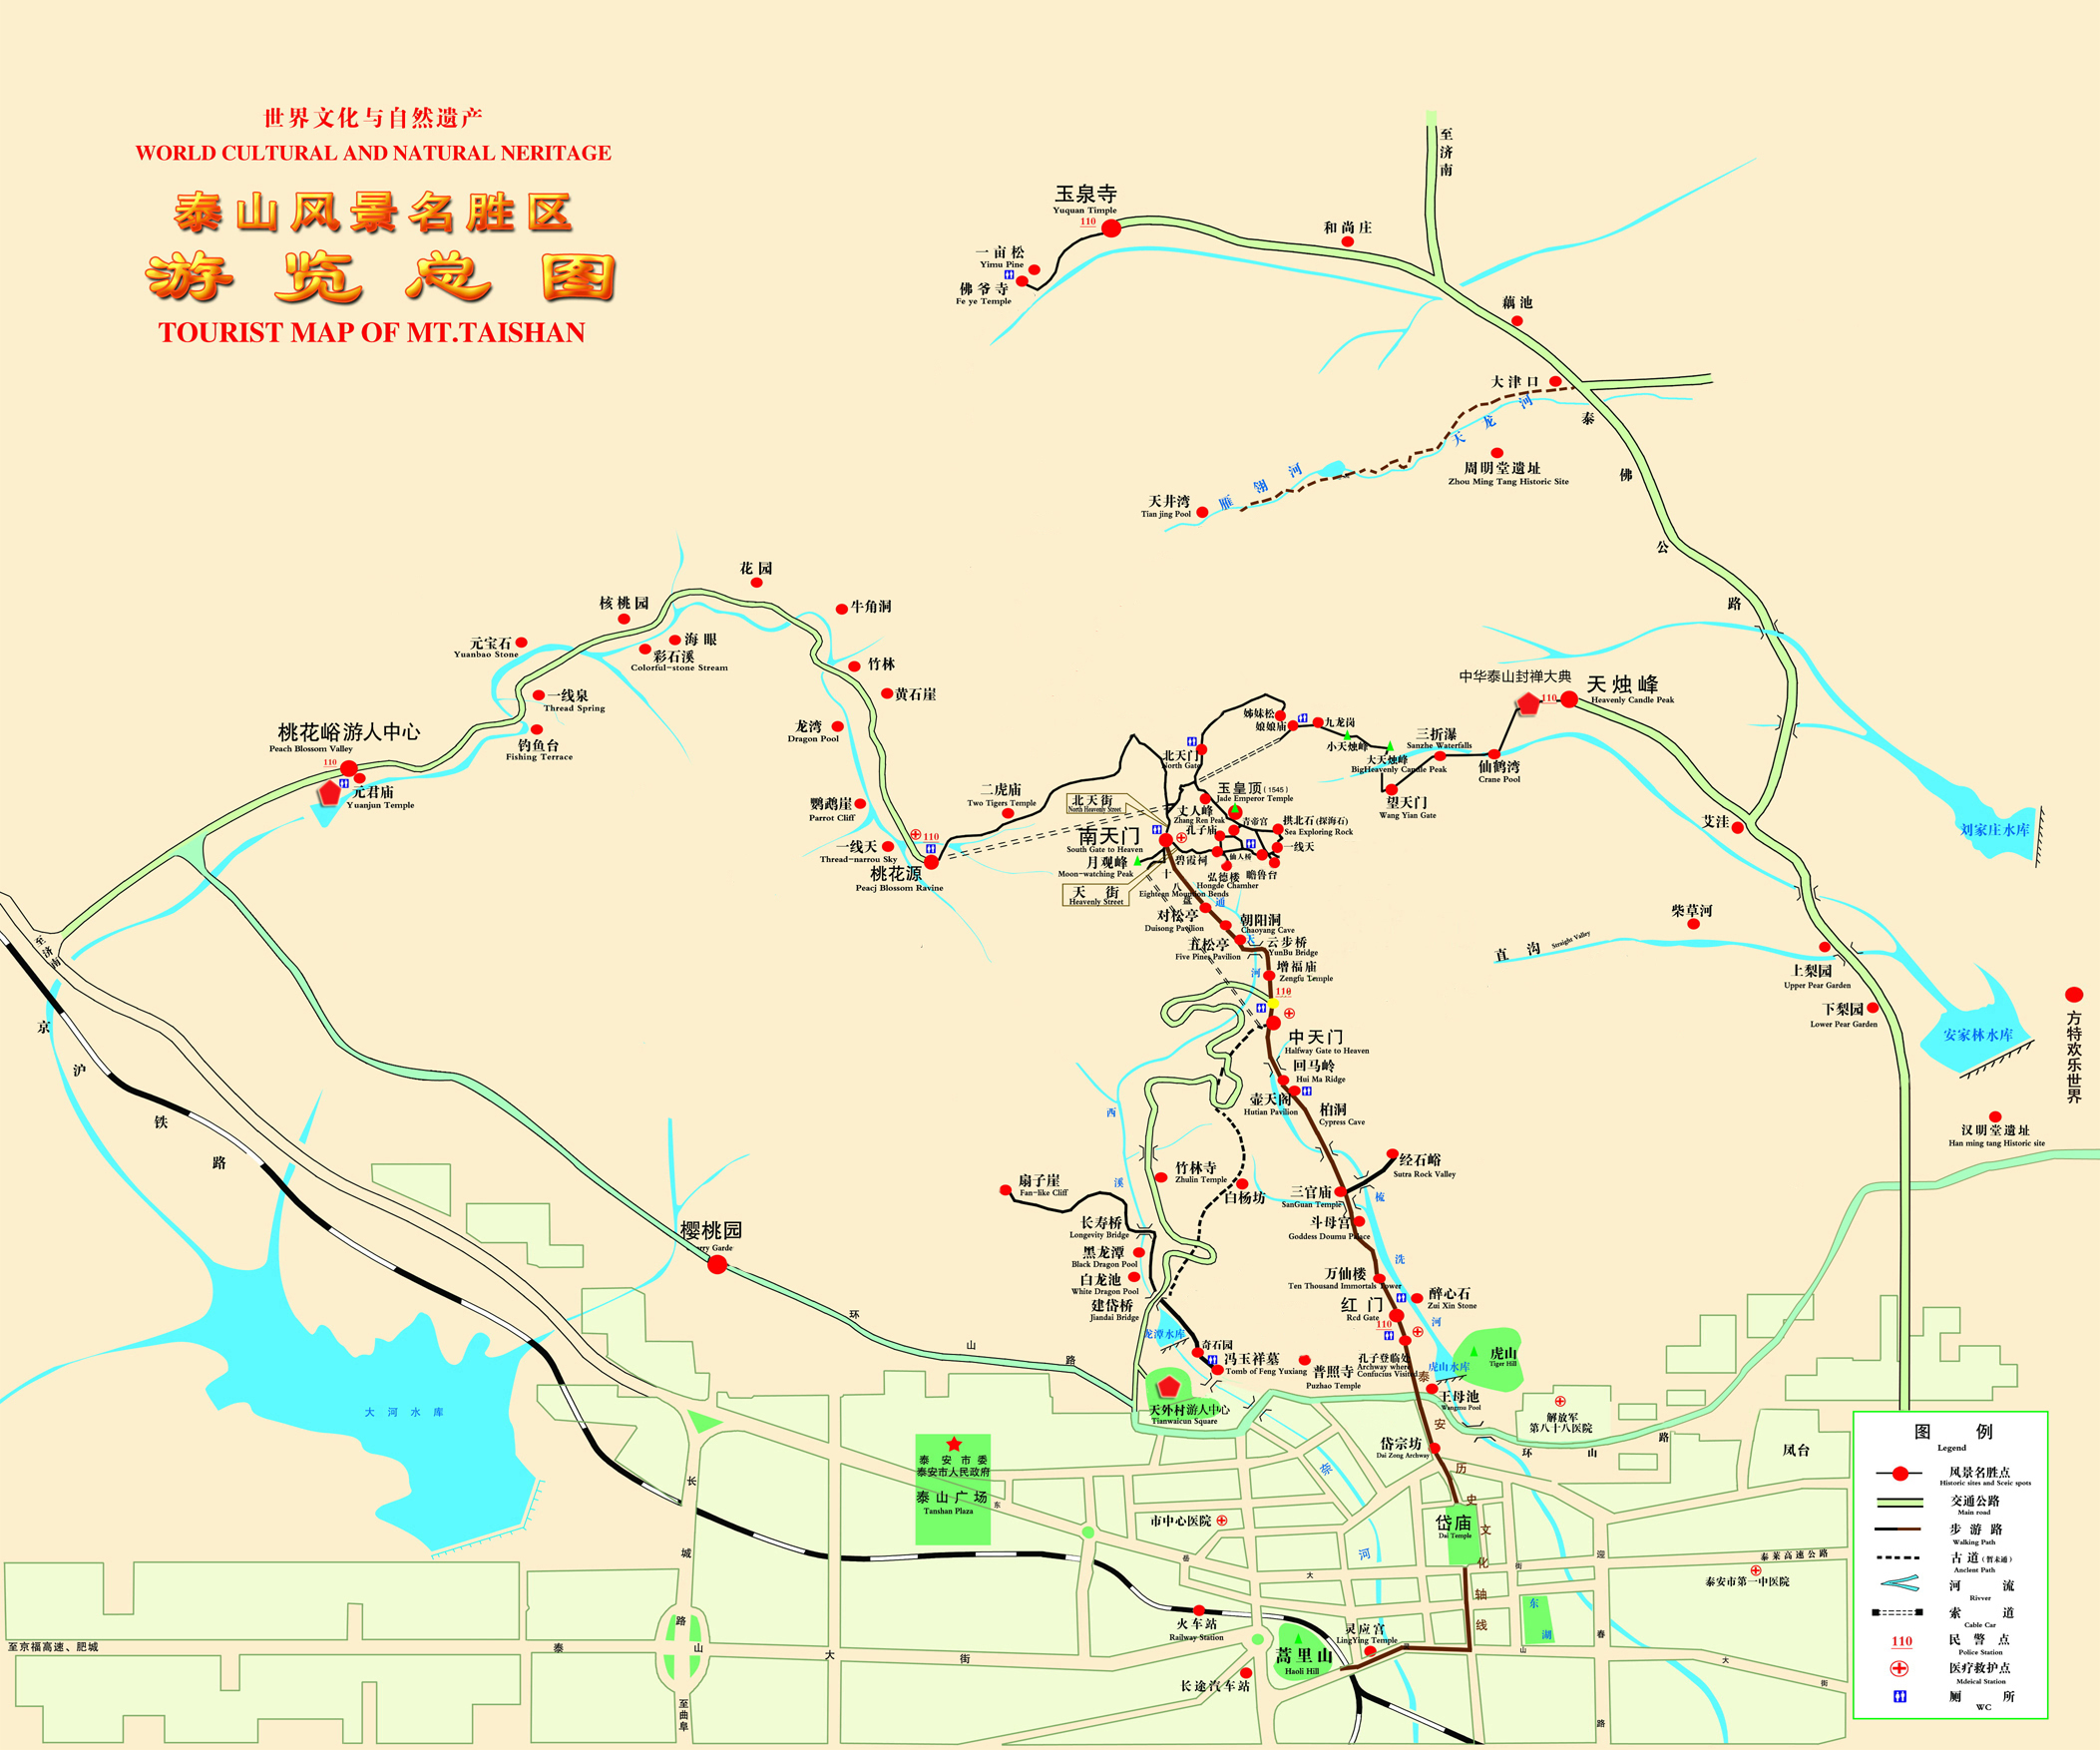 世界文化与自然遗产
WORLD CULTURAL AND NATURAL NERITAGE
泰山风景名胜区
游览总图
TOURIST MAP OF MT.TAISHAN
至济南
玉泉寺
Yuquan Timple
110
和尚庄
一亩松
Yimu Pine
佛爷寺
Fe ye Temple
藕池
大津口
天龙河
泰佛公路
周明堂遗址
Zhou Ming Tang Historic Site
雁翎河
天井湾
Tian jing Pool
花园
核桃园
牛角洞
元宝石
Yuanbao Stone
海眼
彩石溪
Colorful-stone Stream
竹林
黄石崖
一线泉
Thread Spring
龙湾
Dragon Pool
钓鱼台
Fishing Terrace
桃花峪游人中心
Peach Blossom Valley
110
元君庙
Yuanjun Temple
鹦鹉崖
Parrot Cliff
一线天
Thread-narrou Sky
110
桃花源
Peacj Blossom Ravine
二虎庙
Two Tigers Temple
中华泰山封禅大典
110
天烛峰
Heavenly Candle Peak
姊妹松
娘娘庙
九龙岗
小天烛峰
大天烛峰
BigHeavenly Candle Peak
三折瀑
Sanzhe Waterfalls
仙鹤湾
Crane Pool
望天门
Wang Yian Gate
北天门
North Gate
北天街
North Heavenly Street
玉皇顶(1545)
Jade Emperor Temple
丈人峰
Zhang Ren Peak
孔子庙
青帝宫
拱北石(探海石)
Sea Exploring Rock
一线天
仙人桥
瞻鲁台
碧霞祠
弘德楼
Hongde Chamher
南天门
South Gate to Heaven
月观峰
Moon-watching Peak
天街
Heavenly Street
十八盘
Eighteen Mountion Bends
对松亭
Duisong Pavilion
朝阳洞
Chaoyang Cave
五松亭
Five Pines Pavilion
云步桥
YunBu Bridge
通天河
增福庙
Zengfu Temple
110
中天门
Halfway Gate to Heaven
回马岭
Hui Ma Ridge
壶天阁
Hutian Pavilion
柏洞
Cypress Cave
经石峪
Sutra Rock Valley
三官庙
SanGuan Temple
斗母宫
Goddess Doumu Palace
梳洗河
万仙楼
Ten Thousand Immortals Tower
醉心石
Zui Xin Stone
红门
Rcd Gate
110
孔子登临处
Archway where
Confucius Visited
虎山水库
虎山
Tiger Hill
王母池
Wangmu Pool
西溪
竹林寺
Zhulin Temple
白杨坊
扇子崖
Fan-like Cliff
长寿桥
Longevity Bridge
黑龙潭
Black Dragon Pool
白龙池
White Dragon Pool
建岱桥
Jiandai Bridge
龙潭水库
奇石园
冯玉祥墓
Tomb of Feng Yuxiang
普照寺
Puzhao Temple
天外村游人中心
Tianwaicun Square
艾洼
刘家庄水库
柴草河
直沟
Straight Valley
上梨园
Upper Pear Garden
下梨园
Lower Pear Garden
安家林水库
方特欢乐世界
汉明堂遗址
Han ming tang Historic site
至济南
京沪铁路
樱桃园
rry Garde
环山路
大河水库
泰安市委
泰安市人民政府
泰山广场
Tanshan Plaza
长城路
泰山大街
至京福高速、肥城
至曲阜
市中心医院
东岳大街
奈河
岱宗坊
Dai Zong Archway
泰安历史文化轴线
岱庙
Dai Temple
解放军
第八十八医院
环山路
凤台
泰莱高速公路
泰安市第一中医院
迎春路
东湖
山大街
火车站
Railway Station
蒿里山
Haoli Hill
灵应宫
LingYing Temple
长途汽车站
图例
Legend
风景名胜点
Historic sites and Sceic spots
交通公路
Main road
步游路
Walking Path
古道(暂未通)
Anclent Path
河流
Rivver
索道
Cable Car
110
民警点
Police Station
医疗救护点
Mdeical Station
厕所
WC